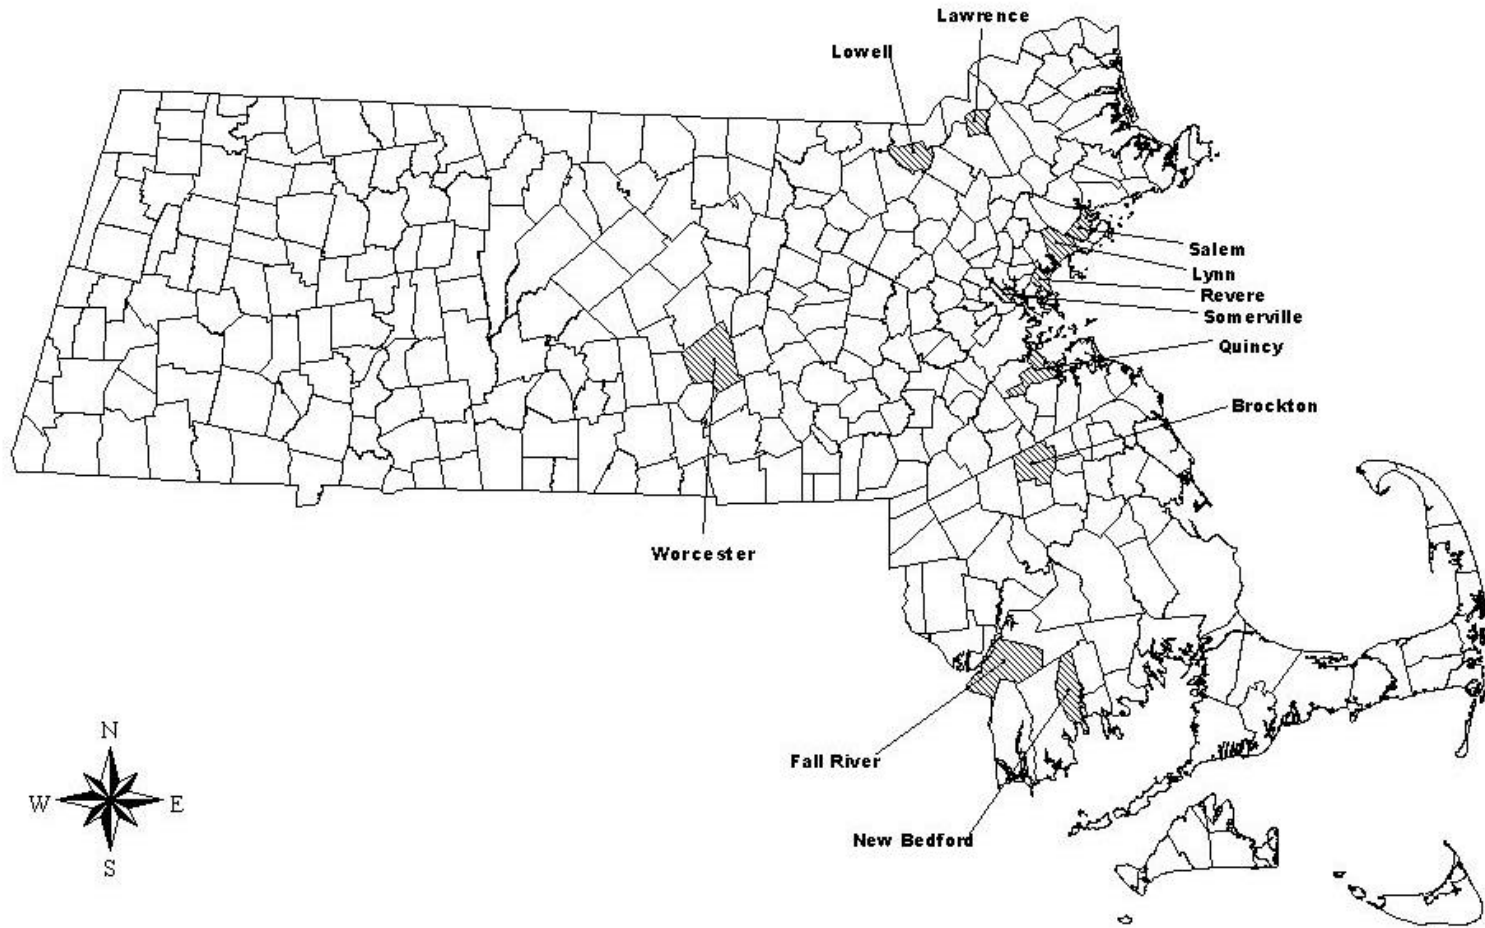 Lawrence
Lowell
Salem
Lynn
Revere
Somerville
Quincy
Brockton
Worcester
Fall River
New Bedford
N
W E
S